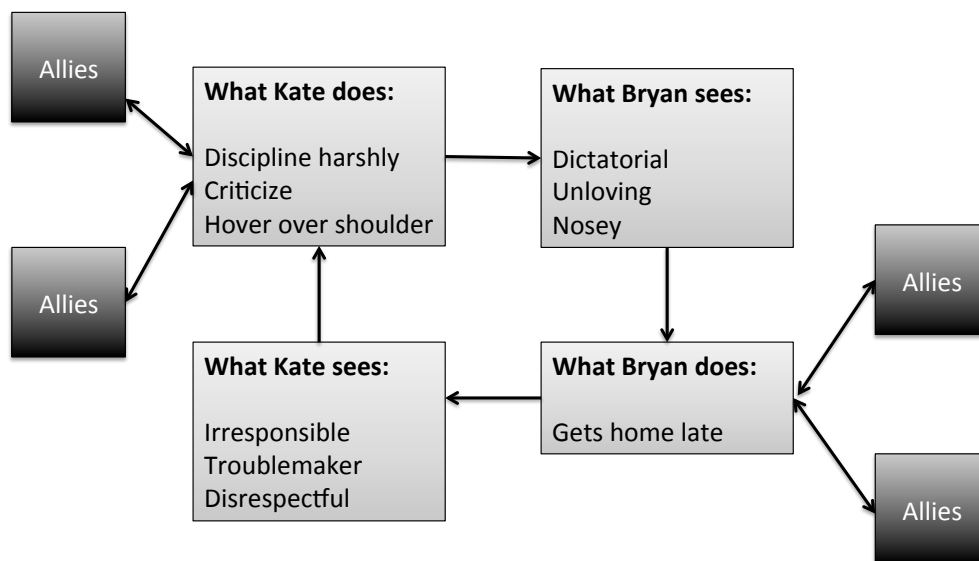 Allies
What Kate does:
Discipline harshly
Criticize
Hover over shoulder
What Bryan sees:
Dictatorial
Unloving
Nosey
Allies
Allies
What Kate sees:
Irresponsible
Troublemaker
Disrespectful
What Bryan does:
Gets home late
Allies